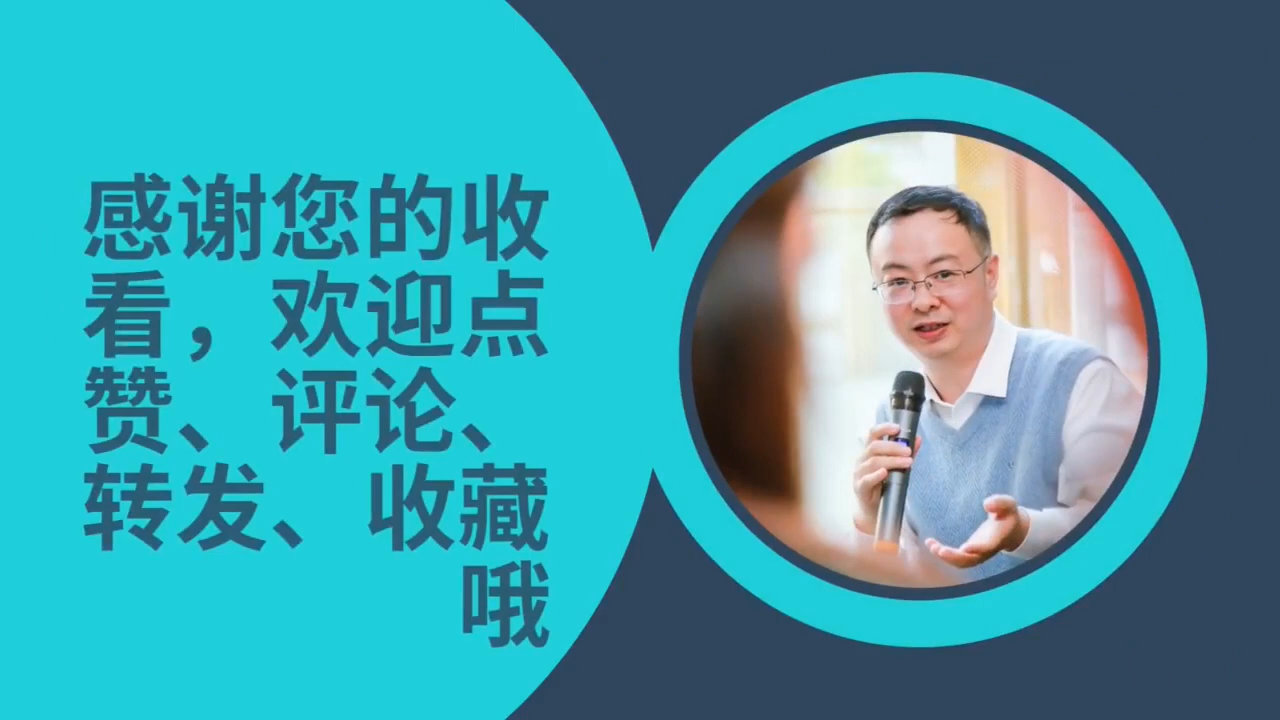 感谢您的收
看，欢迎点
赞、评论、
转发、收藏
哦